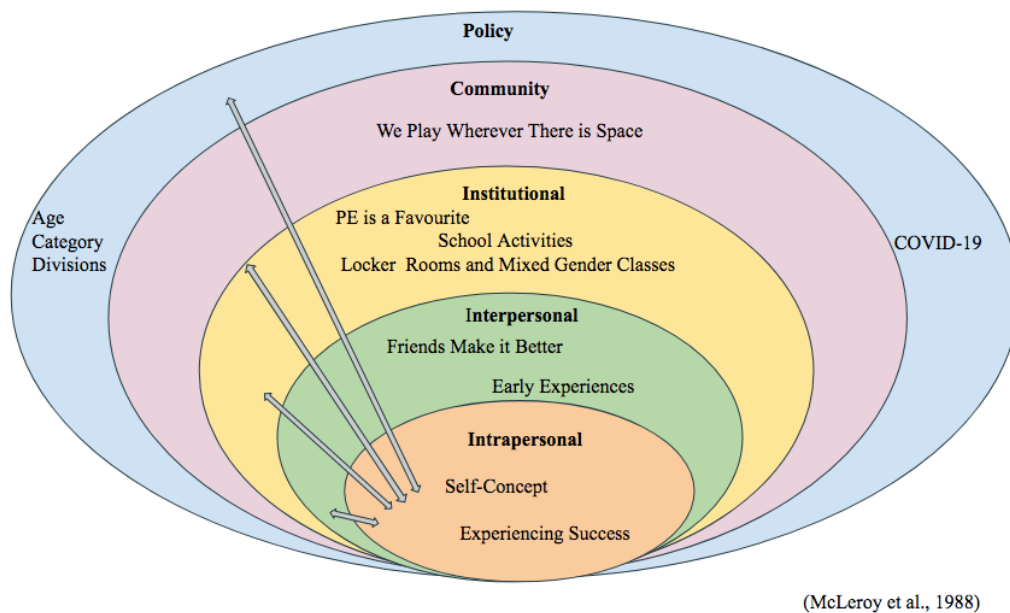 Policy
Community
We Play Wherever There is Space
Institutional
PE is a Favourite
School Activities
Locker Rooms and Mixed Gender Classes
Age
Category
Divisions
COVID-19
Interpersonal
Friends Make it Better
Early Experiences
Intrapersonal
Self-Concept
Experiencing Success
(McLeroy et al., 1988)